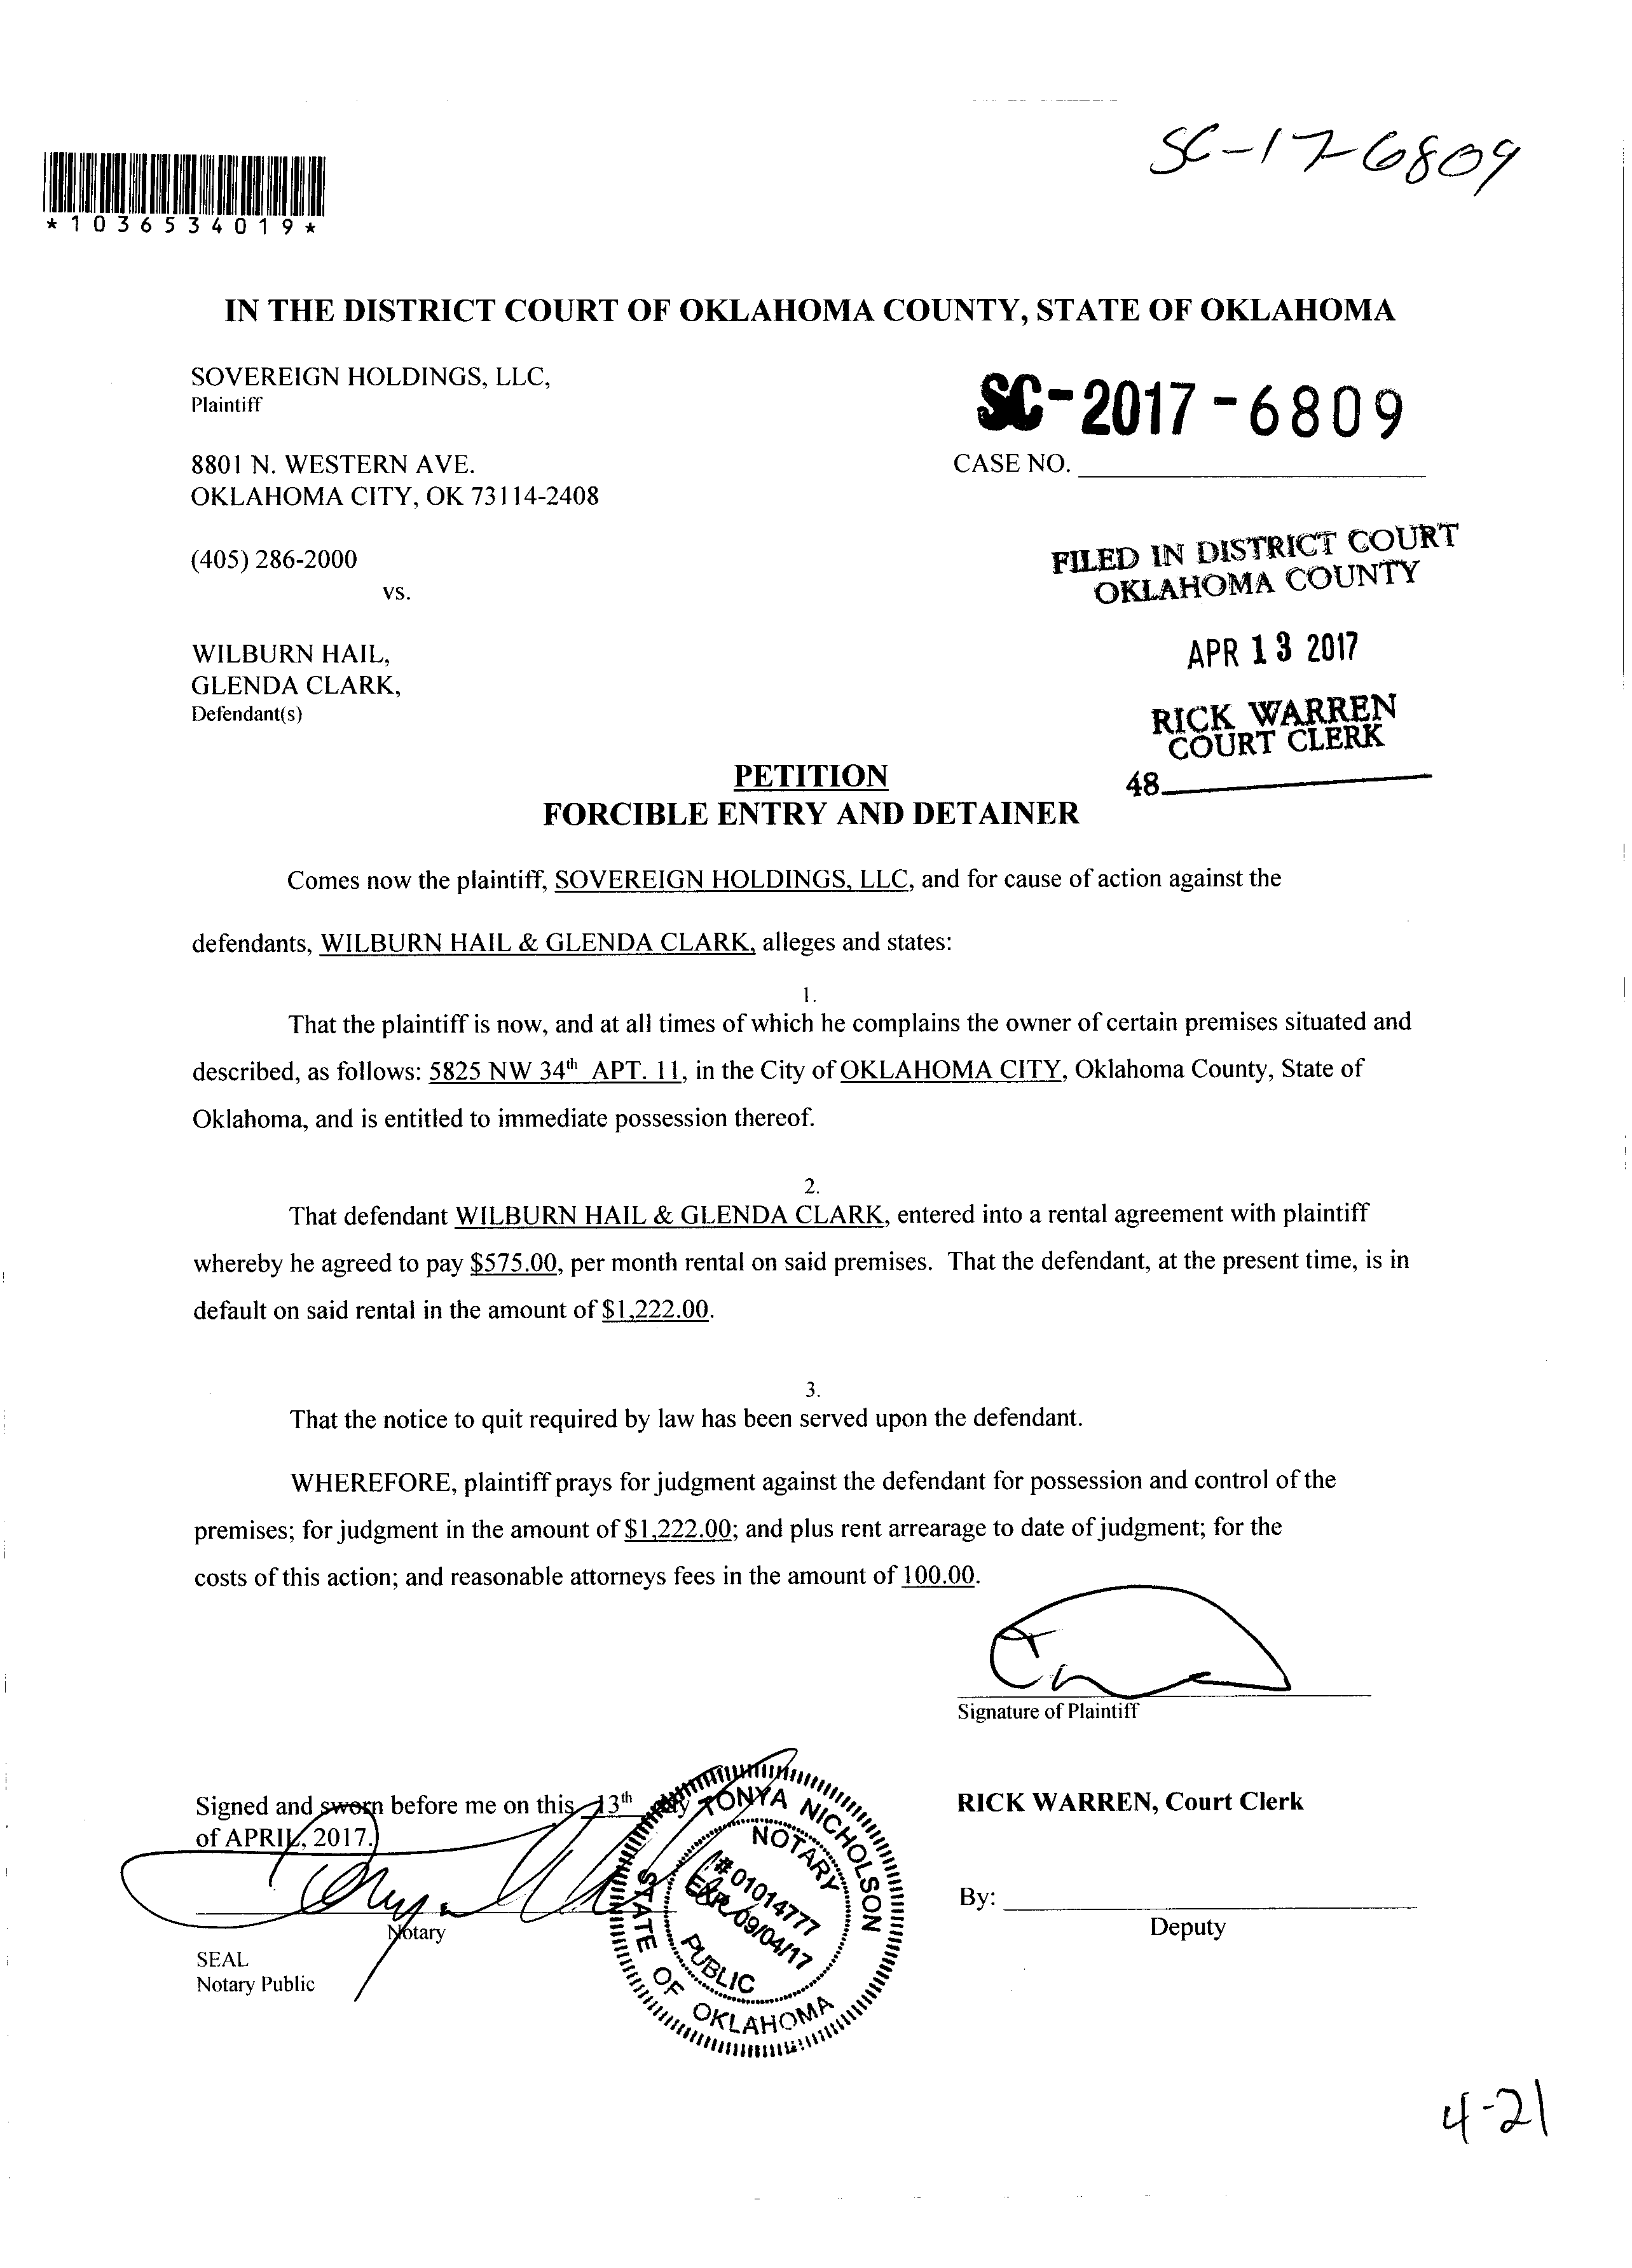 SC-17-6809
*1036534019*
IN THE DISTRICT COURT OF OKLAHOMA COUNTY, STATE OF OKLAHOMA
SOVEREIGN HOLDINGS, LLC,
Plaintiff
SC-2017-6809
8801 N. WESTERN AVE.
CASE NO.
OKLAHOMA CITY, OK 73114-2408
(405) 286-2000
FILED IN DISTRICT COURT
OKLAHOMA COUNTY
vs.
APR 13 2017
WILBURN HAIL,
GLENDA CLARK,
Defendant(s)
RICK WARREN
COURT CLERK
48
PETITION
FORCIBLE ENTRY AND DETAINER
Comes now the plaintiff, SOVEREIGN HOLDINGS, LLC, and for cause of action against the
defendants, WILBURN HAIL & GLENDA CLARK, alleges and states:
1.
That the plaintiff is now, and at all times of which he complains the owner of certain premises situated and
described, as follows: 5825 NW 34th APT. 11, in the City of OKLAHOMA CITY, Oklahoma County, State of
Oklahoma, and is entitled to immediate possession thereof.
2.
That defendant WILBURN HAIL & GLENDA CLARK, entered into a rental agreement with plaintiff
whereby he agreed to pay $575.00, per month rental on said premises. That the defendant, at the present time, is in
default on said rental in the amount of $1,222.00.
3.
That the notice to quit required by law has been served upon the defendant.
WHEREFORE, plaintiff prays for judgment against the defendant for possession and control of the
premises; for judgment in the amount of $1,222.00; and plus rent arrearage to date of judgment; for the
costs of this action; and reasonable attorneys fees in the amount of 100.00.
Signature of Plaintiff
Signed and sworn before me on this 13th day
of APRIL, 2017.
RICK WARREN, Court Clerk
TONYA NICHOLSON
NOTARY
# 01014777
EXP. 09/04/17
PUBLIC
STATE OF OKLAHOMA
By:
Deputy
Notary
SEAL
Notary Public
4-21